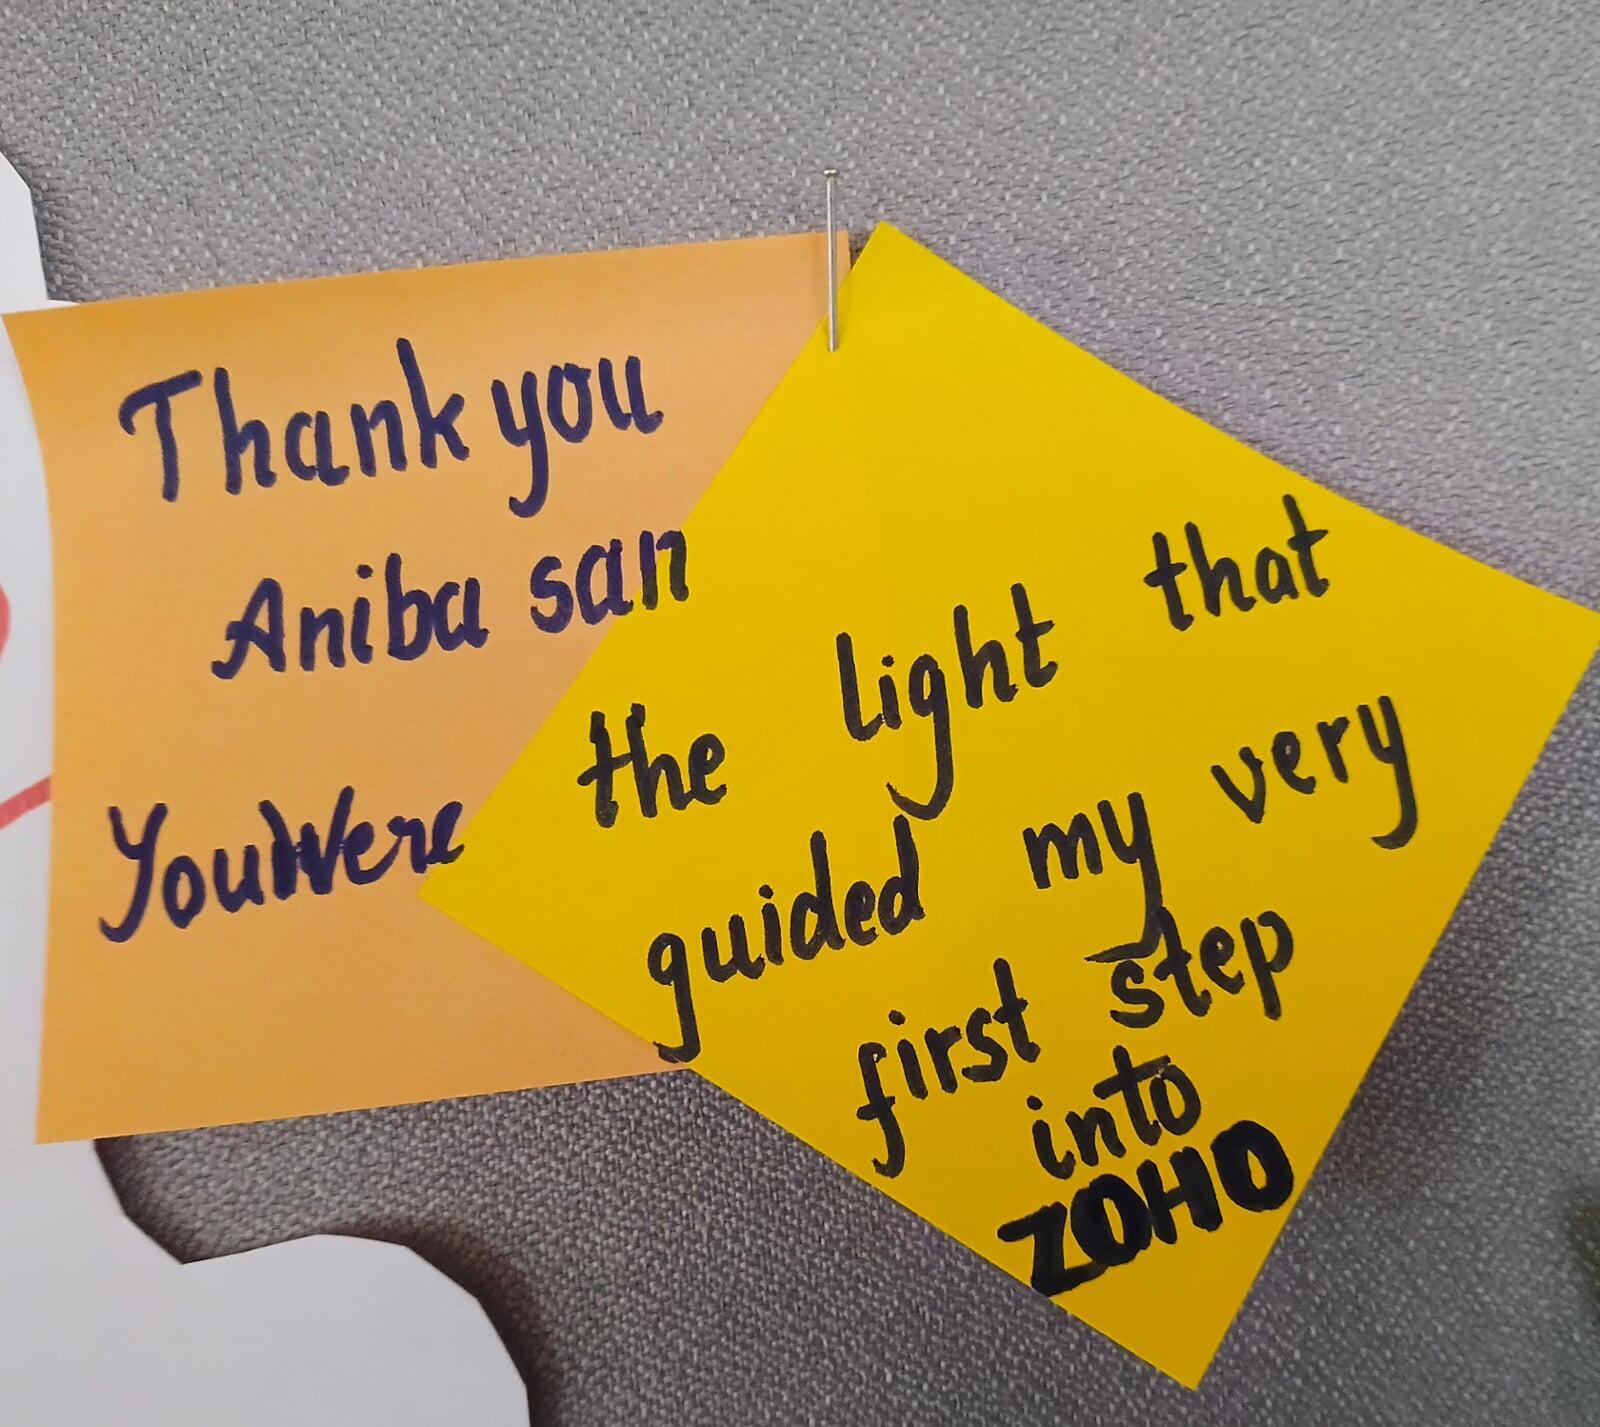 Thank you
Aniba san
YouWere
the light that
guided my very
first step
into
ZOHO